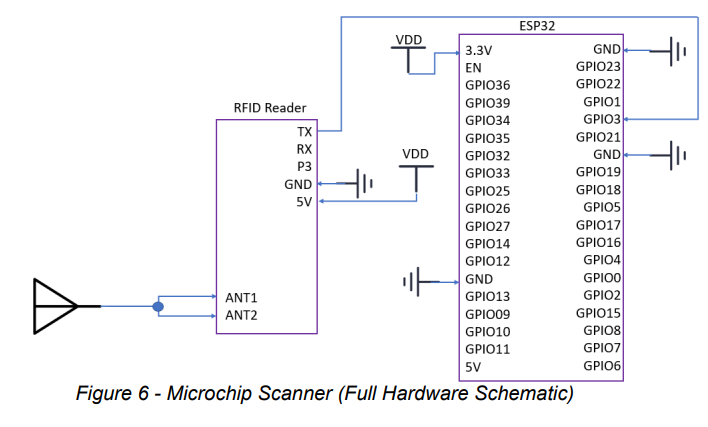 ESP32
VDD
3.3V
EN
GPIO36
GPIO39
GPIO34
GPIO35
GPIO32
GPIO33
GPIO25
GPIO26
GPIO27
GPIO14
GPIO12
GND
GPIO13
GPIO09
GPIO10
GPIO11
5V
GND
GPIO23
GPIO22
GPIO1
GPIO3
GPIO21
GND
GPIO19
GPIO18
GPIO5
GPIO17
GPIO16
GPIO4
GPIO0
GPIO2
GPIO15
GPIO8
GPIO7
GPIO6
RFID Reader
TX
RX
P3
GND
5V
VDD
ANT1
ANT2
Figure 6 - Microchip Scanner (Full Hardware Schematic)